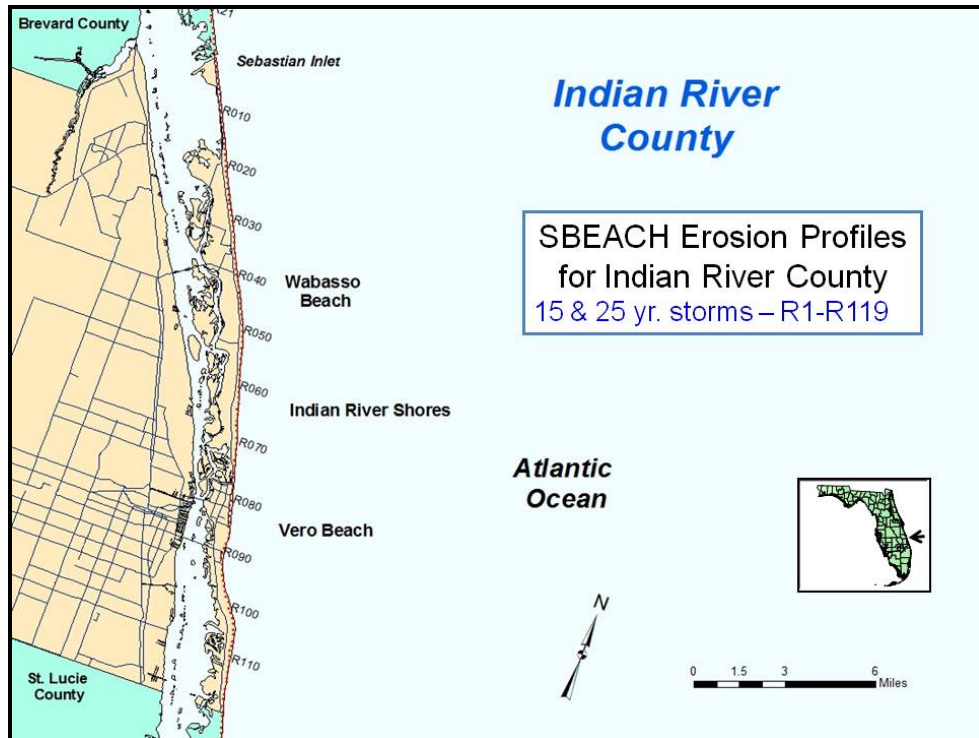 Brevard County
21
Sebastian Inlet
R010
R020
R030
R040
R050
R060
R070
R080
R090
R100
R110
Wabasso
Beach
Indian River Shores
Vero Beach
St. Lucie
County
Indian River
County
SBEACH Erosion Profiles
for Indian River County
15 & 25 yr. storms – R1-R119
Atlantic
Ocean
N
0 1.5 3 6
Miles